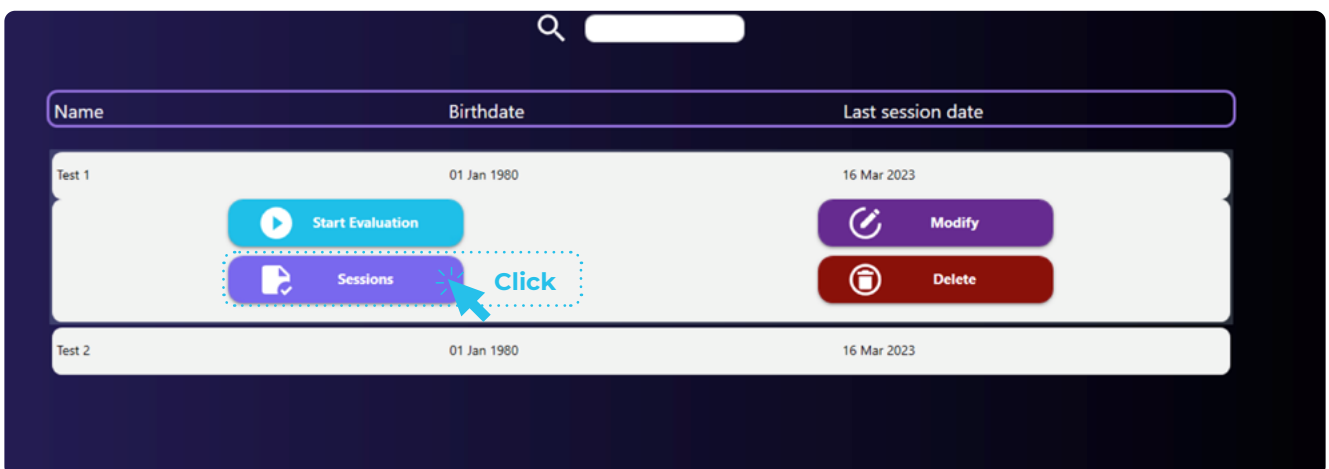 Name Birthdate Last session date
Test 1 01 Jan 1980 16 Mar 2023
Start Evaluation Modify
Sessions Click Delete
Test 2 01 Jan 1980 16 Mar 2023